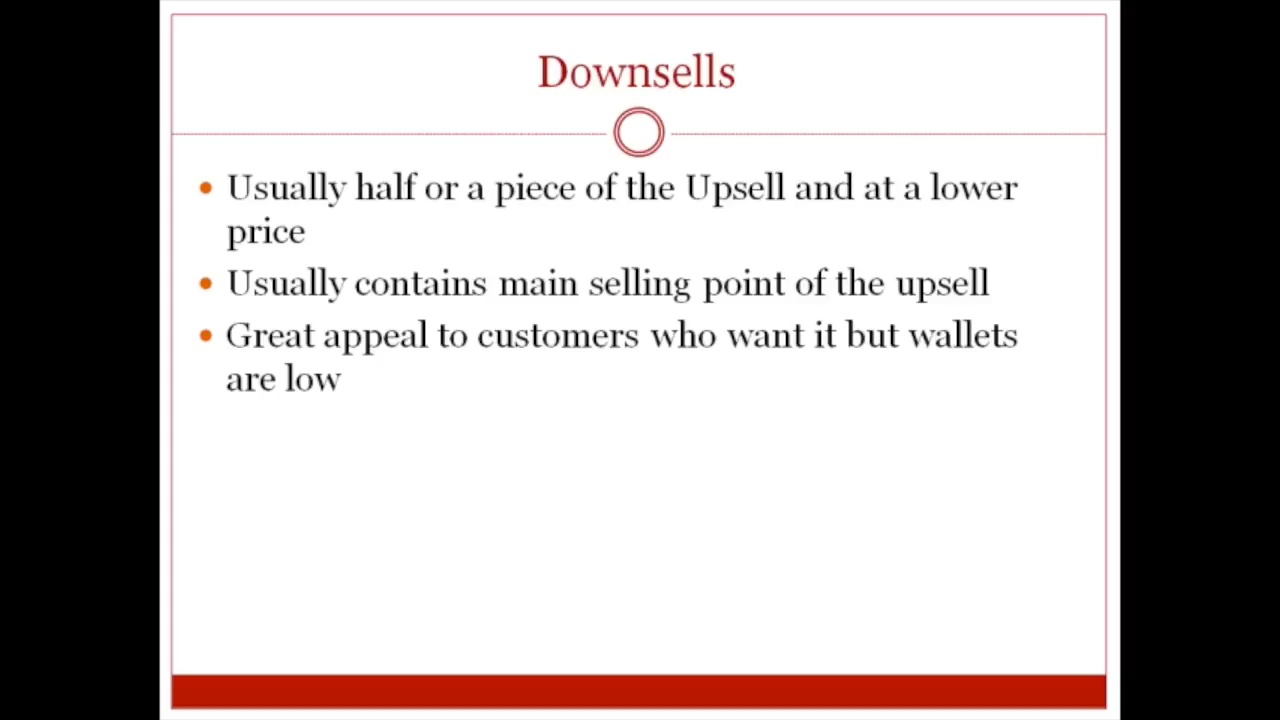 Downsells
Usually half or a piece of the Upsell and at a lower
price
Usually contains main selling point of the upsell
Great appeal to customers who want it but wallets
are low